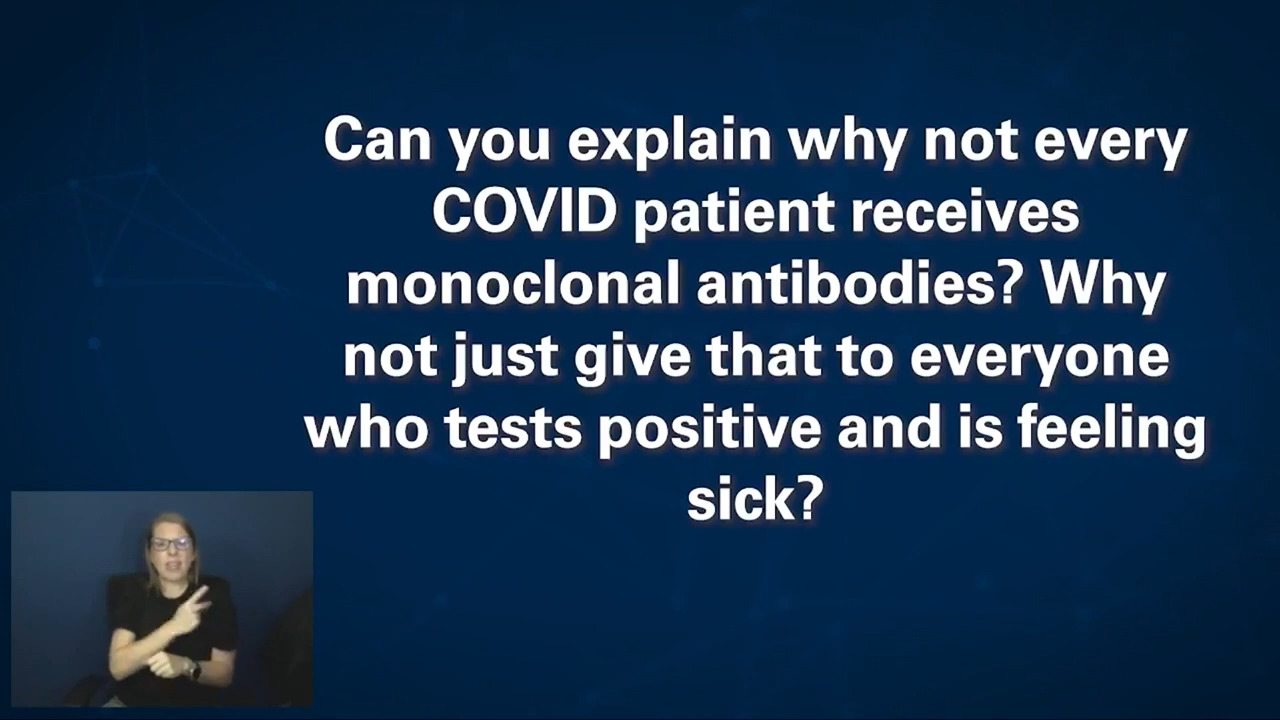 Can you explain why not every
COVID patient receives
monoclonal antibodies? Why
not just give that to everyone
who tests positive and is feeling
sick?